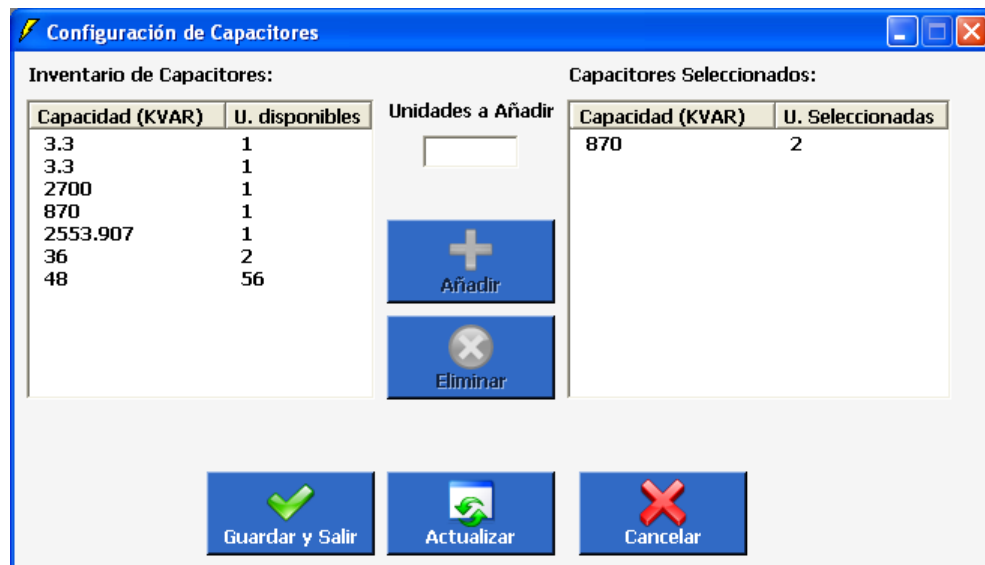 Configuración de Capacitores
Inventario de Capacitores:
Capacidad (KVAR) U. disponibles
3.3 1
3.3 1
2700 1
870 1
2553.907 1
36 2
48 56
Unidades a Añadir
Añadir
Eliminar
Capacitores Seleccionados:
Capacidad (KVAR) U. Seleccionadas
870 2
Guardar y Salir
Actualizar
Cancelar